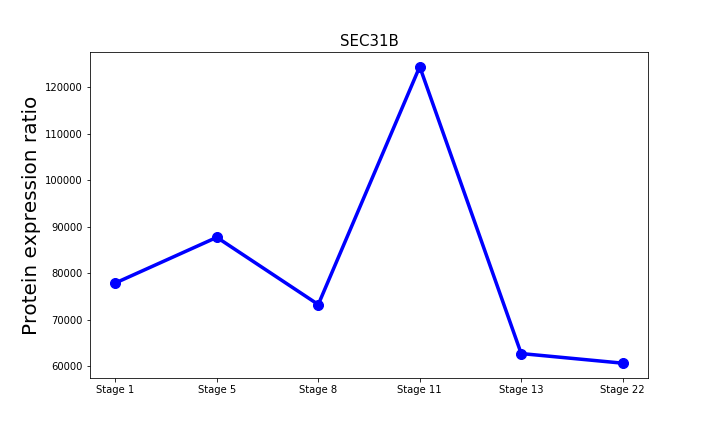 SEC31B
Protein expression ratio
120000
110000
100000
90000
80000
70000
60000
Stage 1 Stage 5 Stage 8 Stage 11 Stage 13 Stage 22